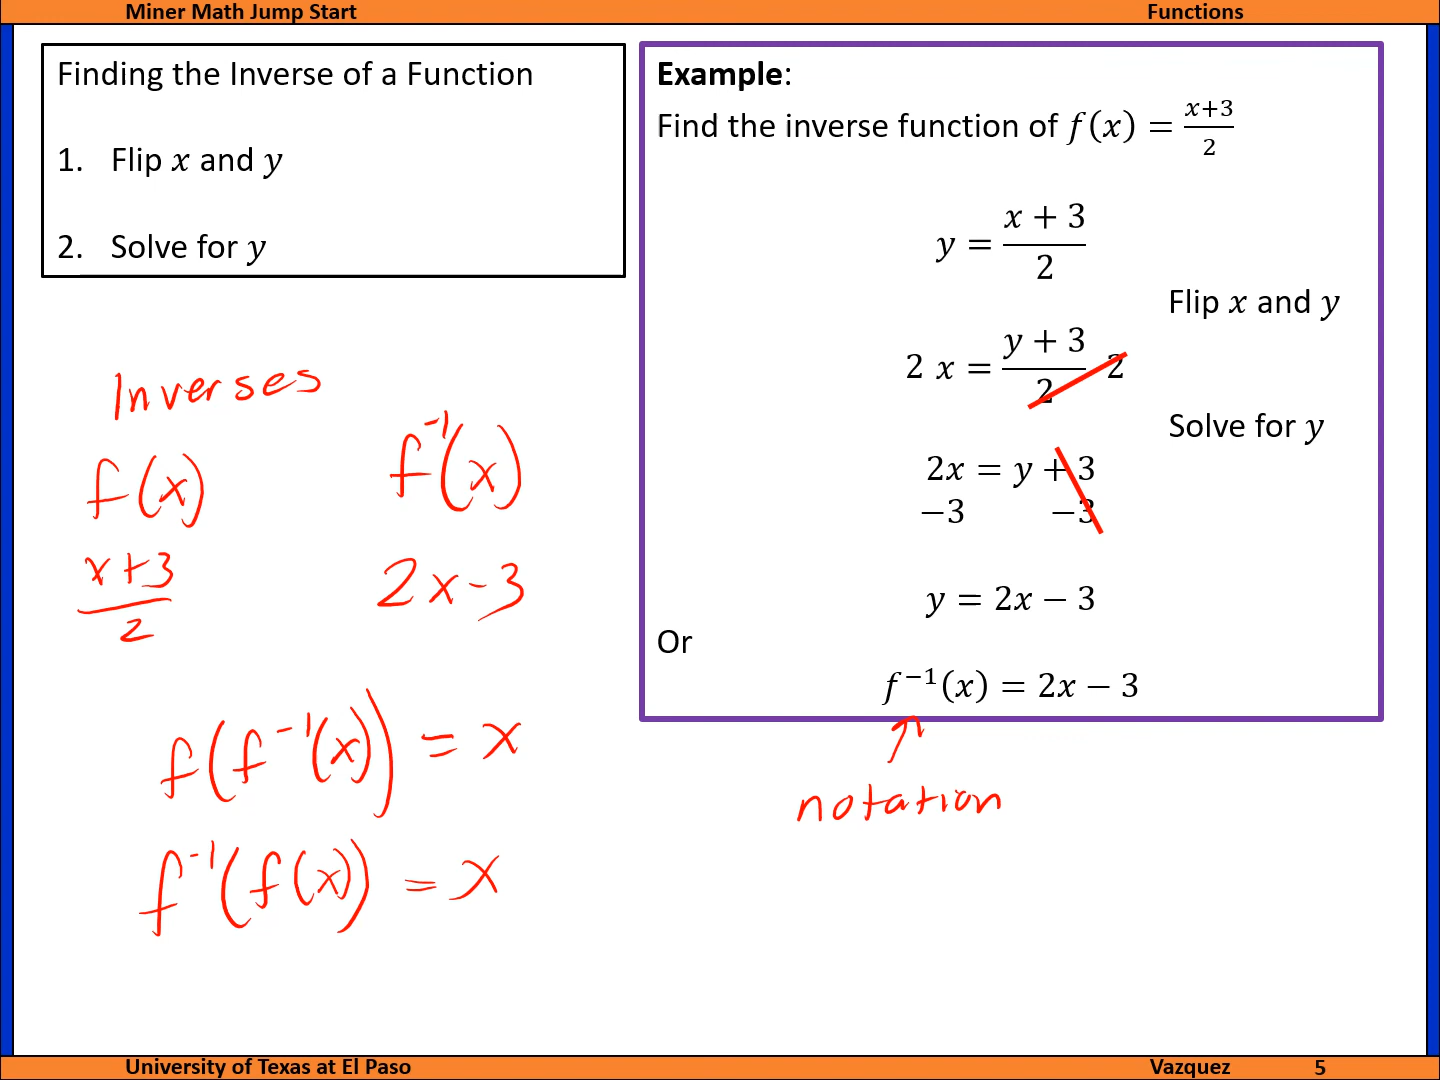 Miner Math Jump Start Functions
Finding the Inverse of a Function
1. Flip x and y
2. Solve for y
Example:
Find the inverse function of f(x) = (x+3)/2
y = (x + 3)/2
Flip x and y
2 x = (y + 3)/2 2
Solve for y
2x = y + 3
−3 −3
y = 2x − 3
Or
f⁻¹(x) = 2x − 3
notation
Inverses
f(x) f⁻¹(x)
(x+3)/2 2x-3
f(f⁻¹(x)) = x
f⁻¹(f(x)) = x
University of Texas at El Paso Vazquez 5